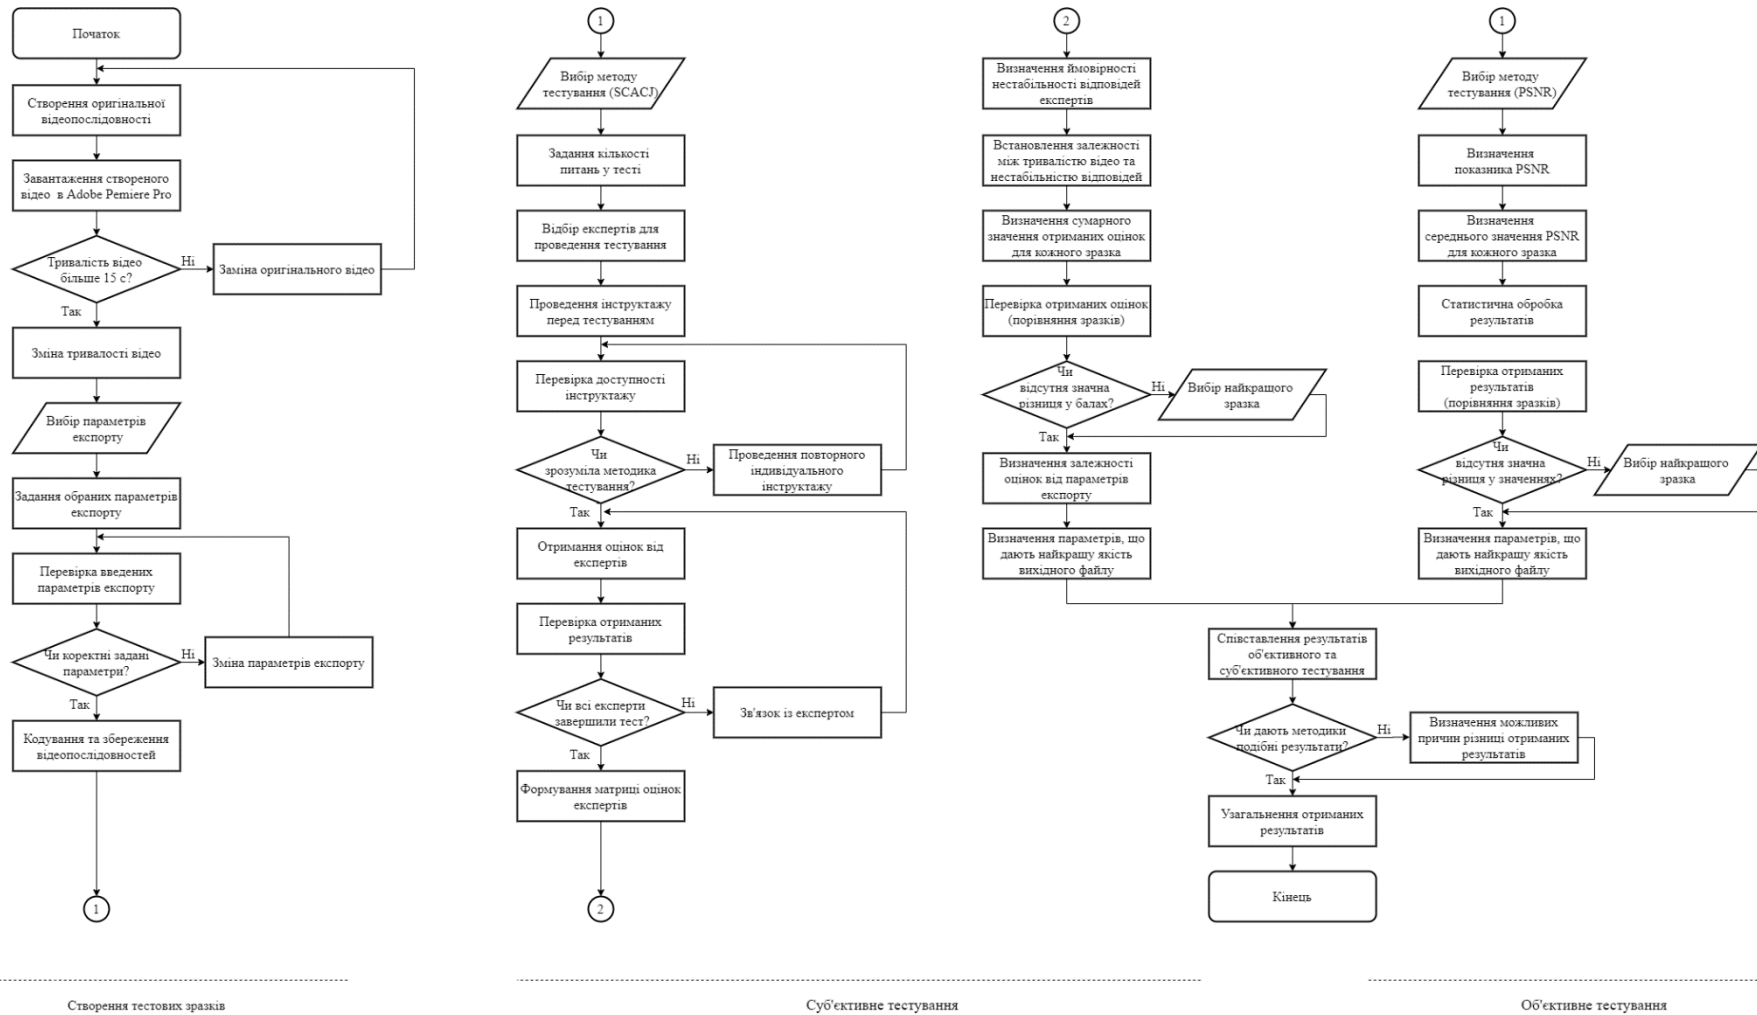 Початок
Створення оригінальної
відеопослідовності
Завантаження створеного
відео в Adobe Pemiere Pro
Тривалість відео
більше 15 с?
Ні
Заміна оригінального відео
Так
Зміна тривалості відео
Вибір параметрів
експорту
Задання обраних параметрів
експорту
Перевірка введених
параметрів експорту
Чи коректні задані
параметри?
Ні
Зміна параметрів експорту
Так
Кодування та збереження
відеопослідовностей
1
Створення тестових зразків
1
Вибір методу
тестування (SCACJ)
Задання кількості
питань у тесті
Відбір експертів для
проведення тестування
Проведення інструктажу
перед тестуванням
Перевірка доступності
інструктажу
Чи
зрозуміла методика
тестування?
Ні
Проведення повторного
індивідуального
інструктажу
Так
Отримання оцінок від
експертів
Перевірка отриманих
результатів
Чи всі експерти
завершили тест?
Ні
Зв'язок із експертом
Так
Формування матриці оцінок
експертів
2
2
Визначення ймовірності
нестабільності відповідей
експертів
Встановлення залежності
між тривалістю відео та
нестабільністю відповідей
Визначення сумарного
значення отриманих оцінок
для кожного зразка
Перевірка отриманих оцінок
(порівняння зразків)
Чи
відсутня значна
різниця у балах?
Ні
Вибір найкращого
зразка
Так
Визначення залежності
оцінок від параметрів
експорту
Визначення параметрів, що
дають найкращу якість
вихідного файлу
Суб'єктивне тестування
1
Вибір методу
тестування (PSNR)
Визначення
показника PSNR
Визначення
середнього значення PSNR
для кожного зразка
Статистична обробка
результатів
Перевірка отриманих
результатів
(порівняння зразків)
Чи
відсутня значна
різниця у значеннях?
Ні
Вибір найкращого
зразка
Так
Визначення параметрів, що
дають найкращу якість
вихідного файлу
Співставлення результатів
об'єктивного та
суб'єктивного тестування
Чи дають методики
подібні результати?
Ні
Визначення можливих
причин різниці отриманих
результатів
Так
Узагальнення отриманих
результатів
Кінець
Об'єктивне тестування